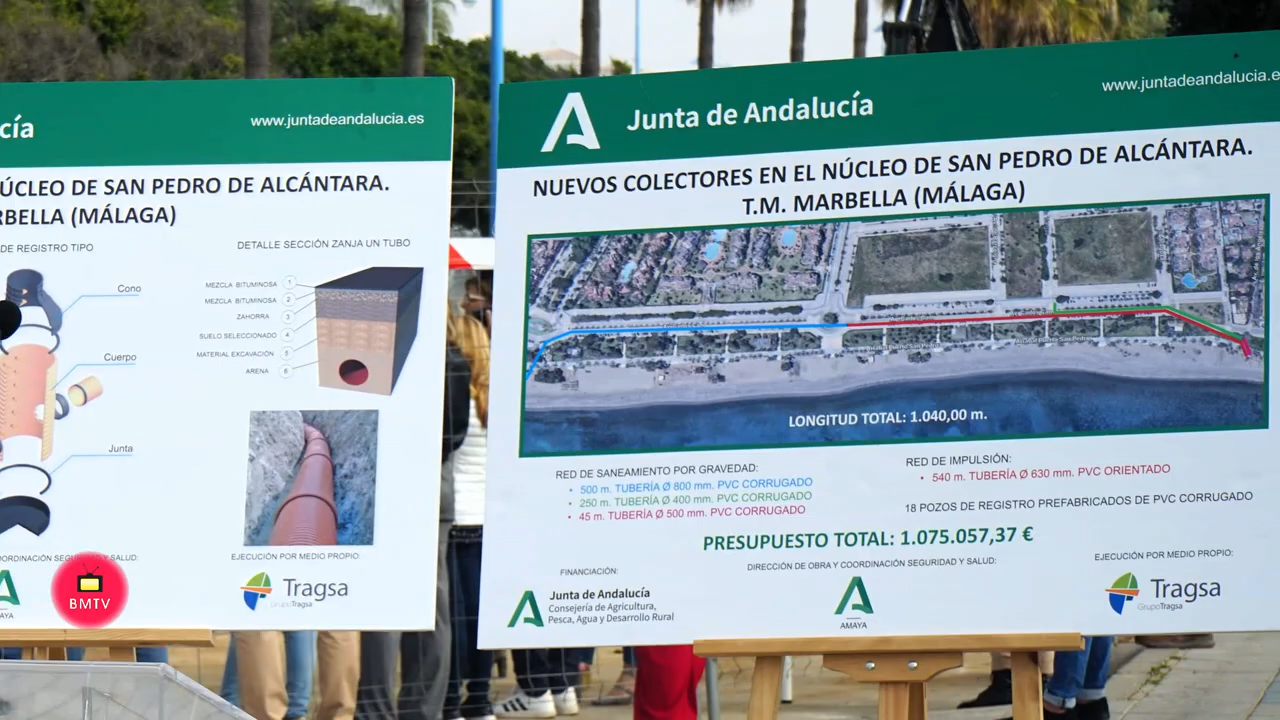 cía
www.juntadeandalucia.es
ÚCLEO DE SAN PEDRO DE ALCÁNTARA.
RBELLA (MÁLAGA)
DE REGISTRO TIPO
Cono
Cuerpo
Junta
DETALLE SECCIÓN ZANJA UN TUBO
MEZCLA BITUMINOSA 1
MEZCLA BITUMINOSA 2
ZAHORRA 3
SUELO SELECCIONADO 4
MATERIAL EXCAVACIÓN 5
ARENA 6
OORDINACIÓN SEGURIDAD Y SALUD:
AYA
BMTV
EJECUCIÓN POR MEDIO PROPIO:
Tragsa
GrupoTragsa
Junta de Andalucía
www.juntadeandalucia.e
NUEVOS COLECTORES EN EL NÚCLEO DE SAN PEDRO DE ALCÁNTARA.
T.M. MARBELLA (MÁLAGA)
LONGITUD TOTAL: 1.040,00 m.
RED DE SANEAMIENTO POR GRAVEDAD:
• 500 m. TUBERÍA Ø 800 mm. PVC CORRUGADO
• 250 m. TUBERÍA Ø 400 mm. PVC CORRUGADO
• 45 m. TUBERÍA Ø 500 mm. PVC CORRUGADO
RED DE IMPULSIÓN:
• 540 m. TUBERÍA Ø 630 mm. PVC ORIENTADO
18 POZOS DE REGISTRO PREFABRICADOS DE PVC CORRUGADO
PRESUPUESTO TOTAL: 1.075.057,37 €
FINANCIACIÓN:
Junta de Andalucía
Consejería de Agricultura,
Pesca, Agua y Desarrollo Rural
DIRECCIÓN DE OBRA Y COORDINACIÓN SEGURIDAD Y SALUD:
AMAYA
EJECUCIÓN POR MEDIO PROPIO:
Tragsa
GrupoTragsa